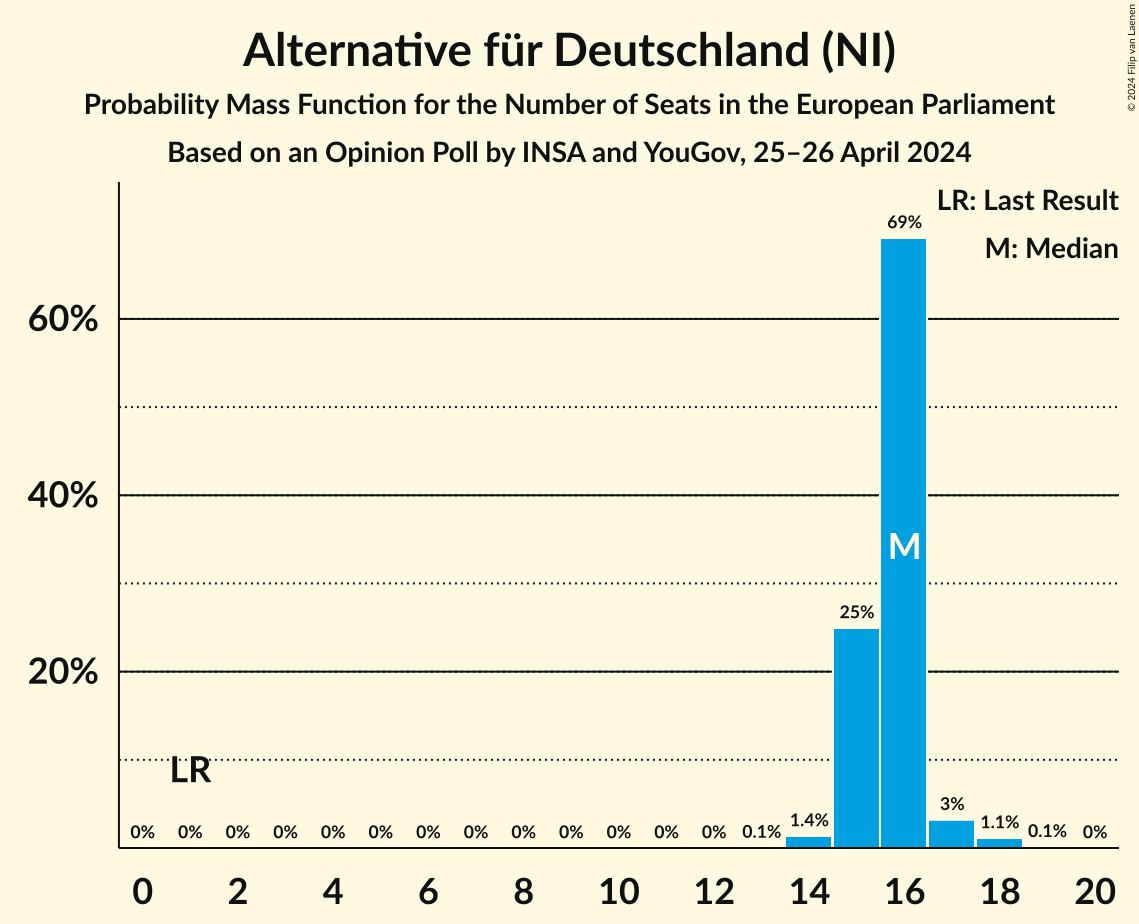 Alternative für Deutschland (NI)
Probability Mass Function for the Number of Seats in the European Parliament
Based on an Opinion Poll by INSA and YouGov, 25–26 April 2024
© 2024 Filip van Laenen
LR: Last Result
M: Median
60%
40%
20%
69%
M
25%
LR
0% 0% 0% 0% 0% 0% 0% 0% 0% 0% 0% 0% 0% 0.1% 1.4% 3% 1.1% 0.1% 0%
0 2 4 6 8 10 12 14 16 18 20